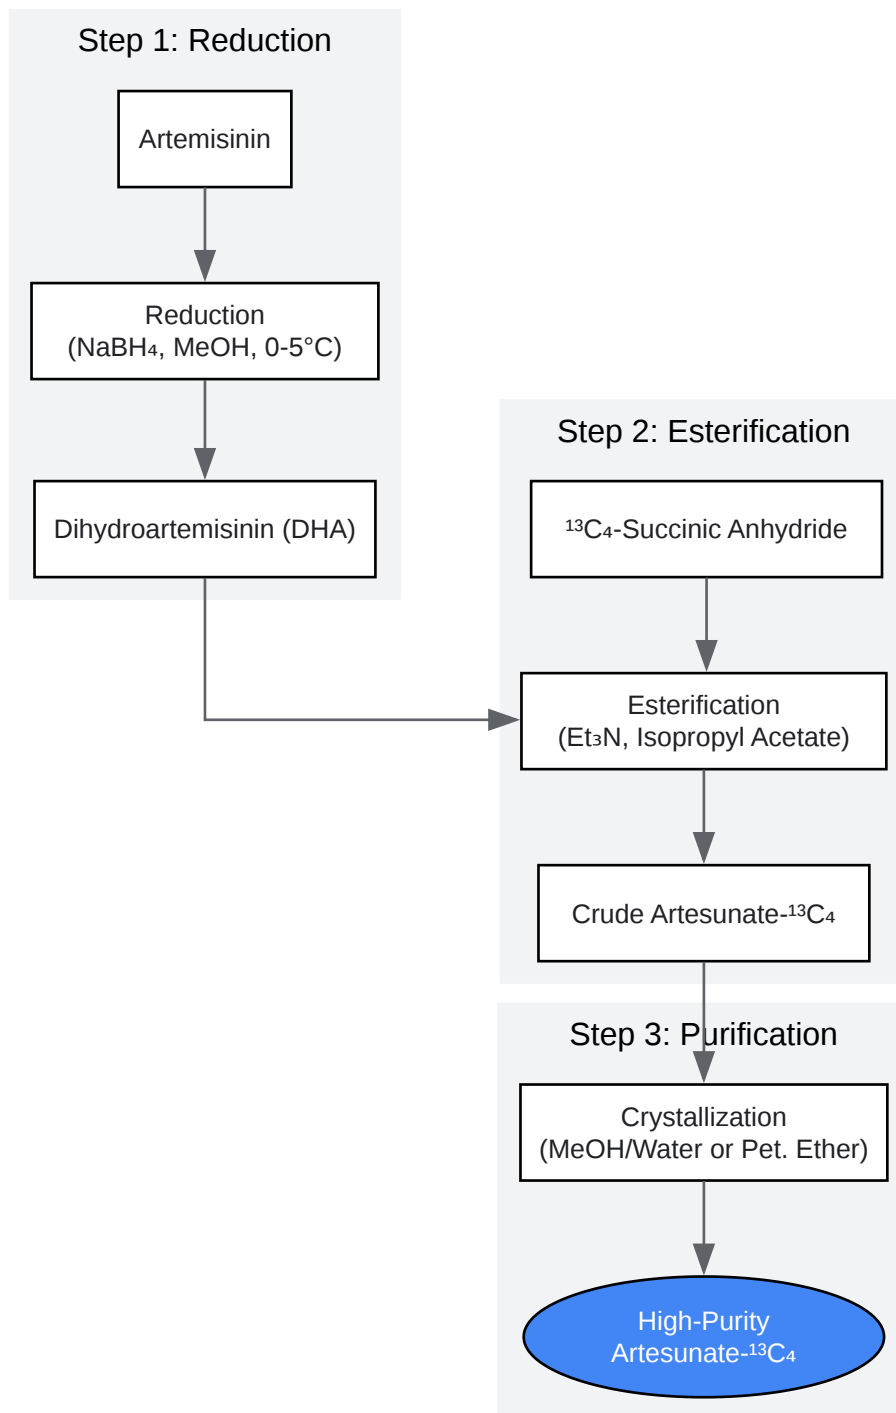 Step 1: Reduction
Artemisinin
Reduction
(NaBH₄, MeOH, 0-5°C)
Dihydroartemisinin (DHA)
Step 2: Esterification
¹³C₄-Succinic Anhydride
Esterification
(Et₃N, Isopropyl Acetate)
Crude Artesunate-¹³C₄
Step 3: Purification
Crystallization
(MeOH/Water or Pet. Ether)
High-Purity
Artesunate-¹³C₄